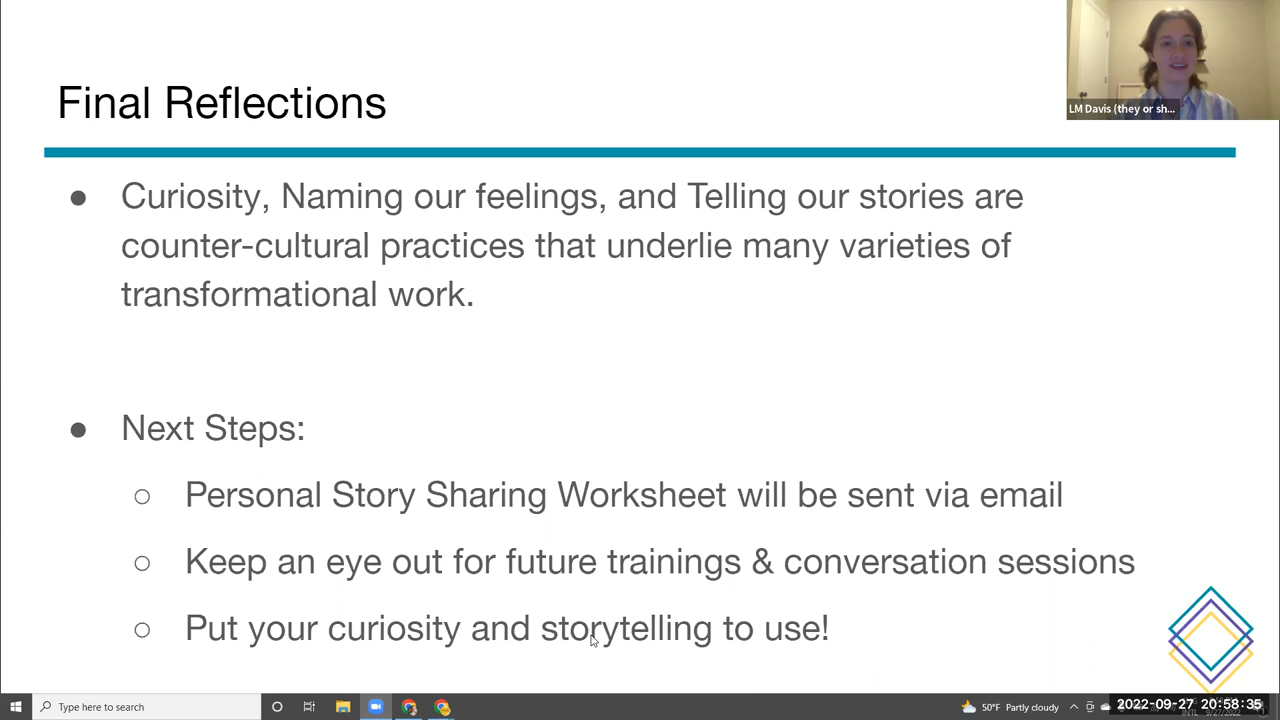 LM Davis (they or sh...
Final Reflections
● Curiosity, Naming our feelings, and Telling our stories are
counter-cultural practices that underlie many varieties of
transformational work.
● Next Steps:
○ Personal Story Sharing Worksheet will be sent via email
○ Keep an eye out for future trainings & conversation sessions
○ Put your curiosity and storytelling to use!
Type here to search
50°F Partly cloudy
2022-09-27 20:58:35